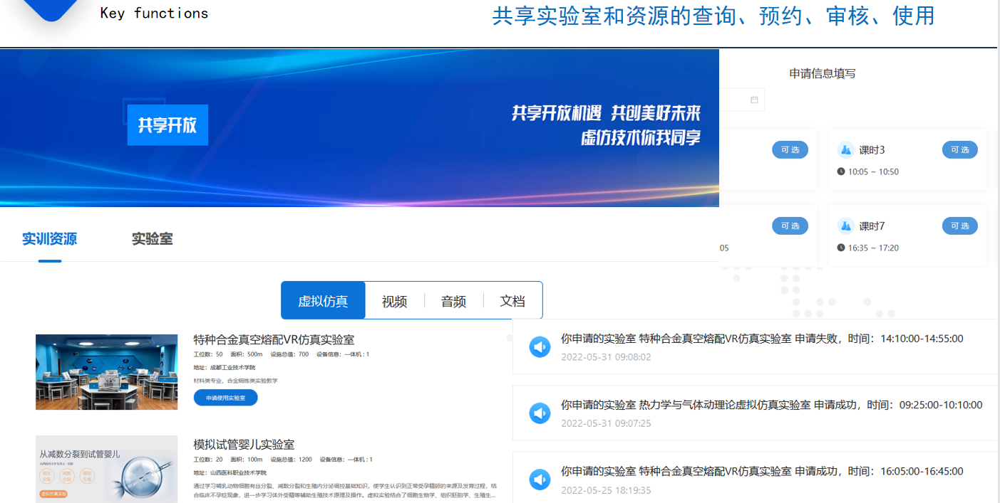 Key functions
共享实验室和资源的查询、预约、审核、使用
共享开放
共享开放机遇 共创美好未来
虚仿技术你我同享
申请信息填写
可选
课时3
可选
10:05 ~ 10:50
可选
课时7
可选
05
16:35 ~ 17:20
实训资源
实验室
虚拟仿真
视频
音频
文档
特种合金真空熔配VR仿真实验室
工位数：50 面积：500m 设施总值：700 设备信息：一体机 : 1
地址：成都工业技术学院
材料类专业，合金熔炼类实验教学
申请使用实验室
从减数分裂到试管婴儿
有丝分裂
减数分裂
辅助生殖
虚拟仿真实验
模拟试管婴儿实验室
工位数：20 面积：100m 设施总值：1200 设备信息：一体机 : 1
地址：山西医科职业技术学院
通过学习哺乳动物细胞有丝分裂、减数分裂和生殖内分泌调控基础知识，使学生认识到正常受孕精卵的来源及发育过程，结
合临床不孕症现象，进一步学习体外受精等辅助生殖技术原理及操作。虚拟实验结合了细胞生物学、组织胚胎学、生殖生...
你申请的实验室 特种合金真空熔配VR仿真实验室 申请失败，时间：14:10:00-14:55:00
2022-05-31 09:08:02
你申请的实验室 热力学与气体动理论虚拟仿真实验室 申请成功，时间：09:25:00-10:10:00
2022-05-31 09:07:25
你申请的实验室 特种合金真空熔配VR仿真实验室 申请成功，时间：16:05:00-16:45:00
2022-05-25 18:19:35